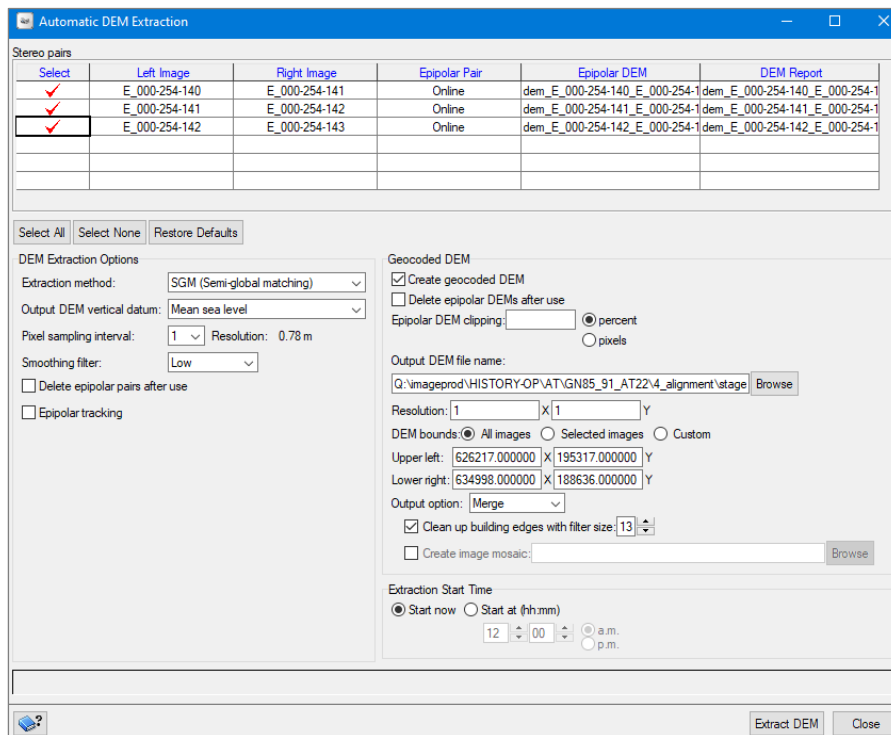 Automatic DEM Extraction
Stereo pairs
Select Left Image Right Image Epipolar Pair Epipolar DEM DEM Report
E_000-254-140 E_000-254-141 Online dem_E_000-254-140_E_000-254-1 dem_E_000-254-140_E_000-254-1
E_000-254-141 E_000-254-142 Online dem_E_000-254-141_E_000-254-1 dem_E_000-254-141_E_000-254-1
E_000-254-142 E_000-254-143 Online dem_E_000-254-142_E_000-254-1 dem_E_000-254-142_E_000-254-1
Select All Select None Restore Defaults
DEM Extraction Options
Extraction method: SGM (Semi-global matching)
Output DEM vertical datum: Mean sea level
Pixel sampling interval: 1 Resolution: 0.78 m
Smoothing filter: Low
Delete epipolar pairs after use
Epipolar tracking
Geocoded DEM
Create geocoded DEM
Delete epipolar DEMs after use
Epipolar DEM clipping: percent
pixels
Output DEM file name:
Q:\imageprod\HISTORY-OP\AT\GN85_91_AT22\4_alignment\stage Browse
Resolution: 1 X 1 Y
DEM bounds: All images Selected images Custom
Upper left: 626217.000000 X 195317.000000 Y
Lower right: 634998.000000 X 188636.000000 Y
Output option: Merge
Clean up building edges with filter size: 13
Create image mosaic: Browse
Extraction Start Time
Start now Start at (hh:mm)
12 00 a.m.
p.m.
Extract DEM Close